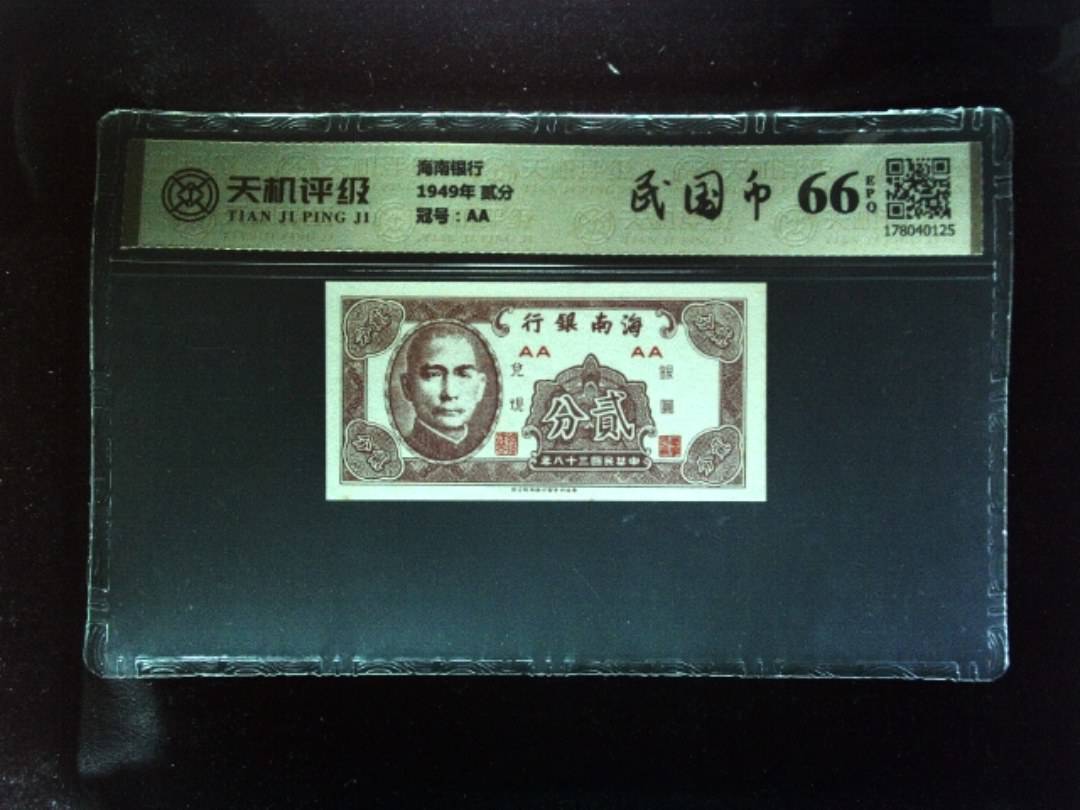 天机评级
TIAN JI PING JI
海南银行
1949年 贰分
冠号：AA
民国币
66
EPQ
178040125
行銀南海
AA AA
兌
銀
分貳
年八十三國民華中